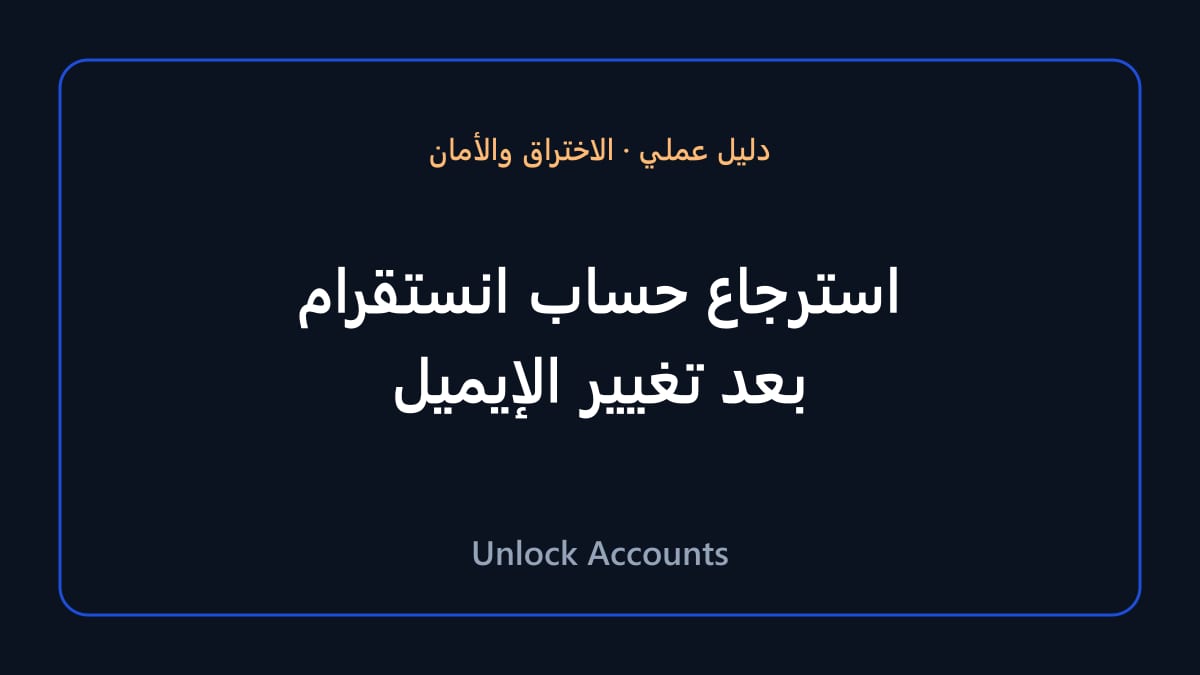 دليل عملي · الاختراق والأمان
استرجاع حساب انستقرام
بعد تغيير الإيميل
Unlock Accounts